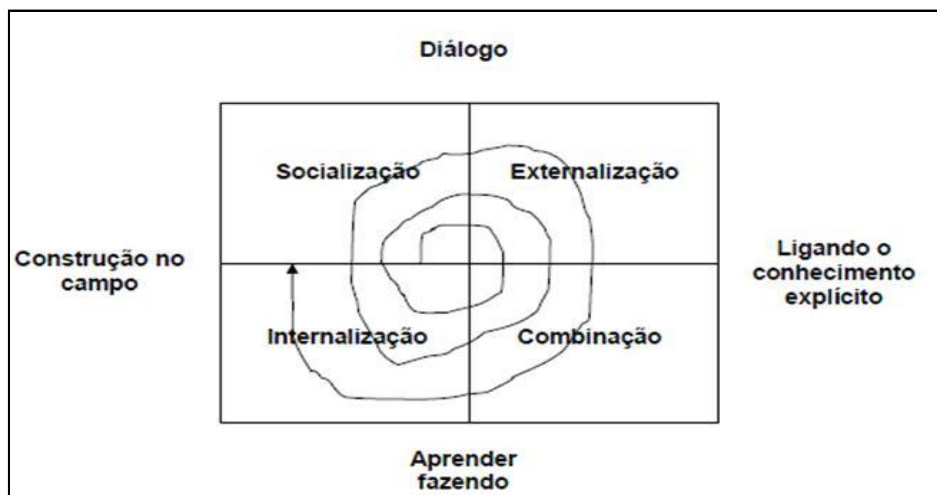 Diálogo
Socialização
Externalização
Construção no
campo
Ligando o
conhecimento
explícito
Internalização
Combinação
Aprender
fazendo